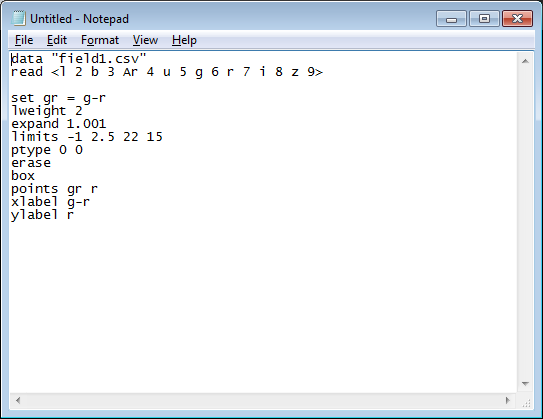 Untitled - Notepad
File Edit Format View Help
data "field1.csv"
read <l 2 b 3 Ar 4 u 5 g 6 r 7 i 8 z 9>
set gr = g-r
lweight 2
expand 1.001
limits -1 2.5 22 15
ptype 0 0
erase
box
points gr r
xlabel g-r
ylabel r